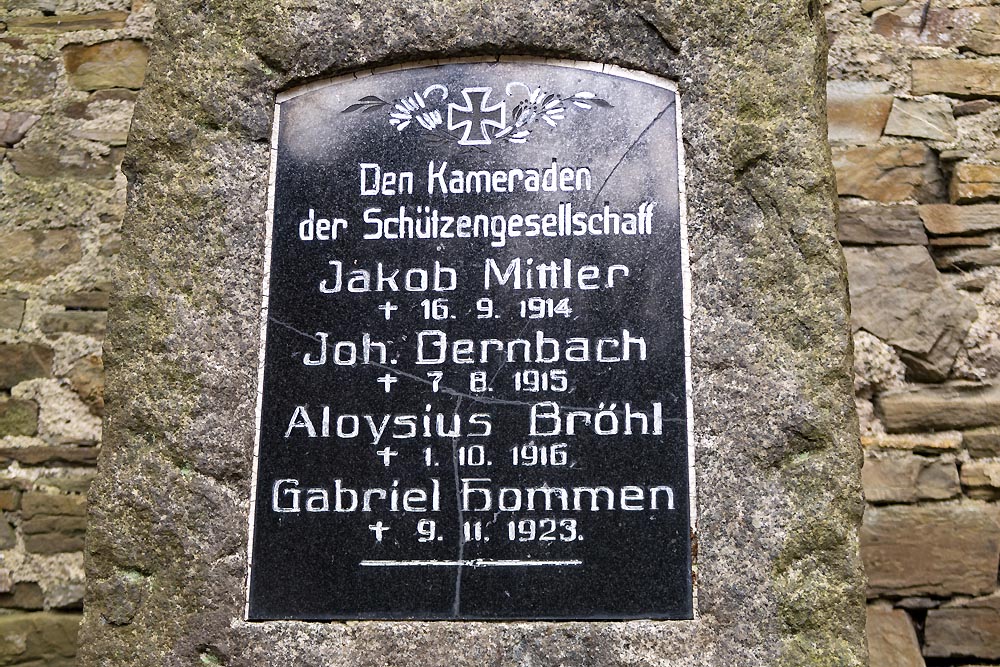 Den Kameraden
der Schützengesellschaft
Jakob Mittler
+ 16. 9. 1914
Joh. Dernbach
+ 7. 8. 1915
Aloysius Bröhl
+ 1. 10. 1916
Gabriel Hommen
+ 9. 11. 1923.